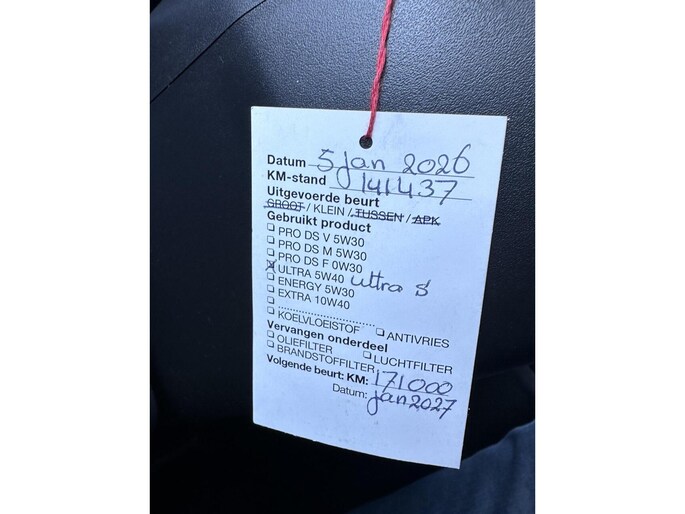 Datum 5 jan 2026
KM-stand 141437
Uitgevoerde beurt
GROOT / KLEIN / TUSSEN / APK
Gebruikt product
PRO DS V 5W30
PRO DS M 5W30
PRO DS F 0W30
ULTRA 5W40 ultra S
ENERGY 5W30
EXTRA 10W40
........................
KOELVLOEISTOF ANTIVRIES
Vervangen onderdeel
OLIEFILTER LUCHTFILTER
BRANDSTOFFILTER
Volgende beurt: KM: 171000
Datum: jan 2027